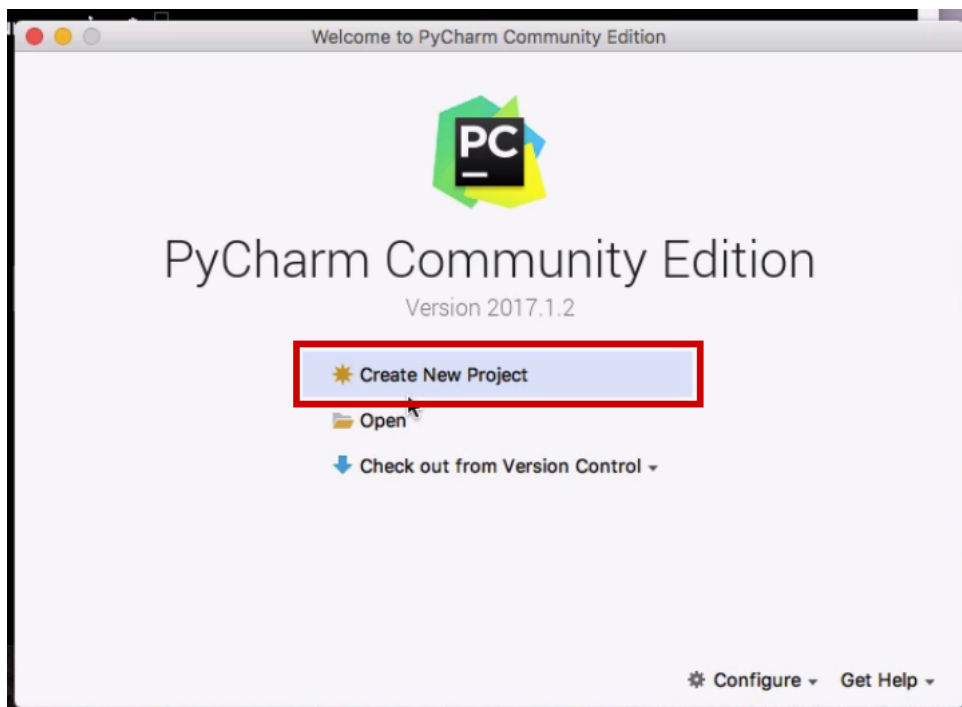 Welcome to PyCharm Community Edition
PC
PyCharm Community Edition
Version 2017.1.2
Create New Project
Open
Check out from Version Control
Configure Get Help